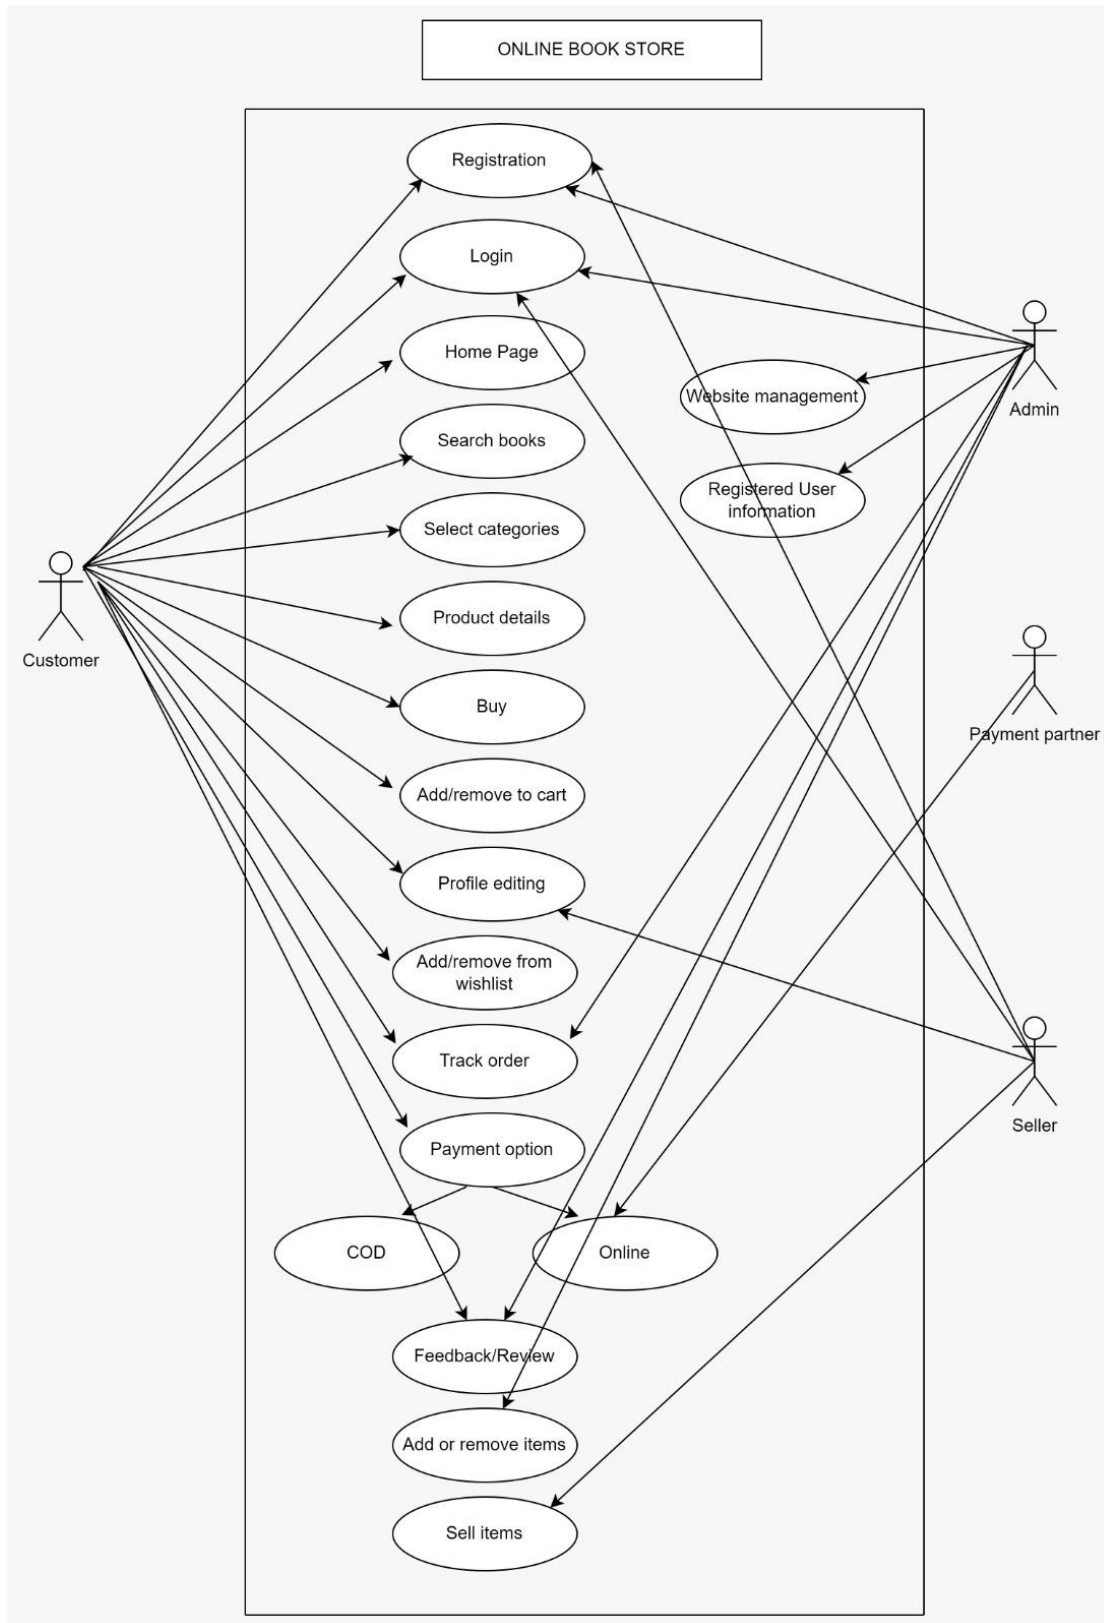 ONLINE BOOK STORE
Registration
Login
Home Page
Website management
Admin
Search books
Registered User
information
Select categories
Product details
Customer
Buy
Payment partner
Add/remove to cart
Profile editing
Add/remove from
wishlist
Track order
Seller
Payment option
COD
Online
Feedback/Review
Add or remove items
Sell items